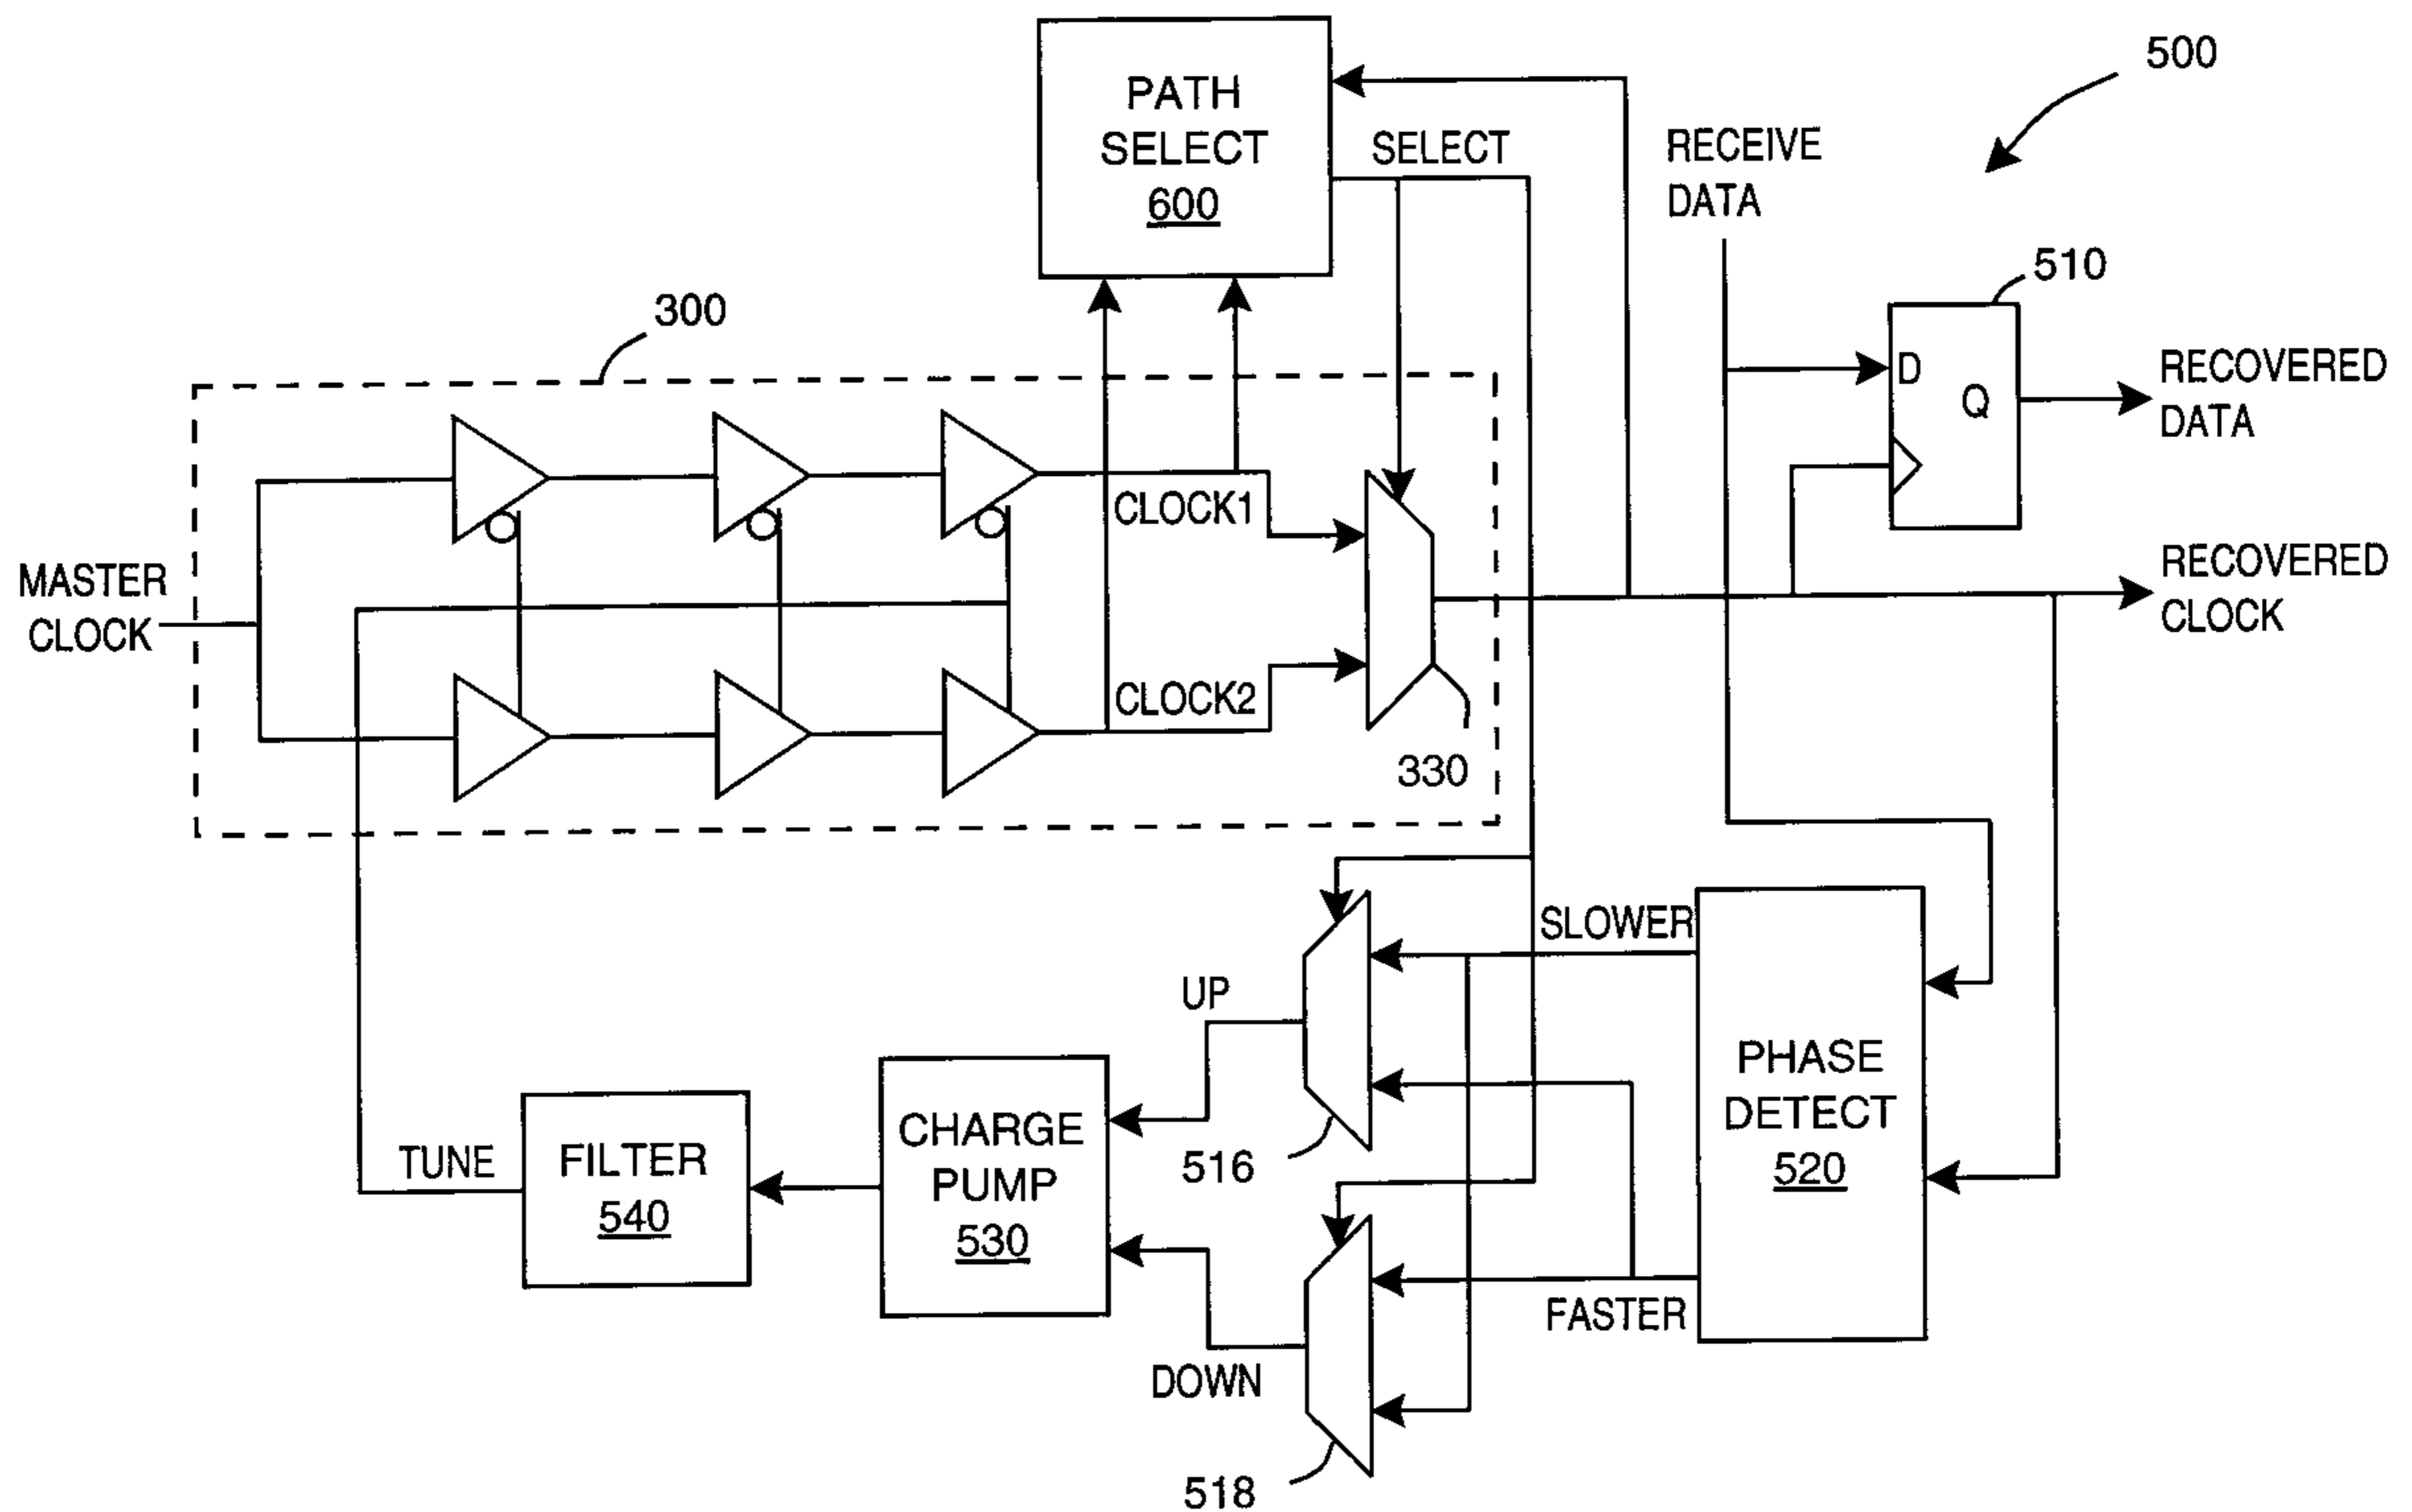 PATH
SELECT
600
SELECT
RECEIVE
DATA
500
510
300
D
Q
RECOVERED
DATA
CLOCK1
MASTER
CLOCK
RECOVERED
CLOCK
CLOCK2
330
SLOWER
UP
PHASE
DETECT
520
CHARGE
PUMP
530
516
TUNE
FILTER
540
FASTER
DOWN
518